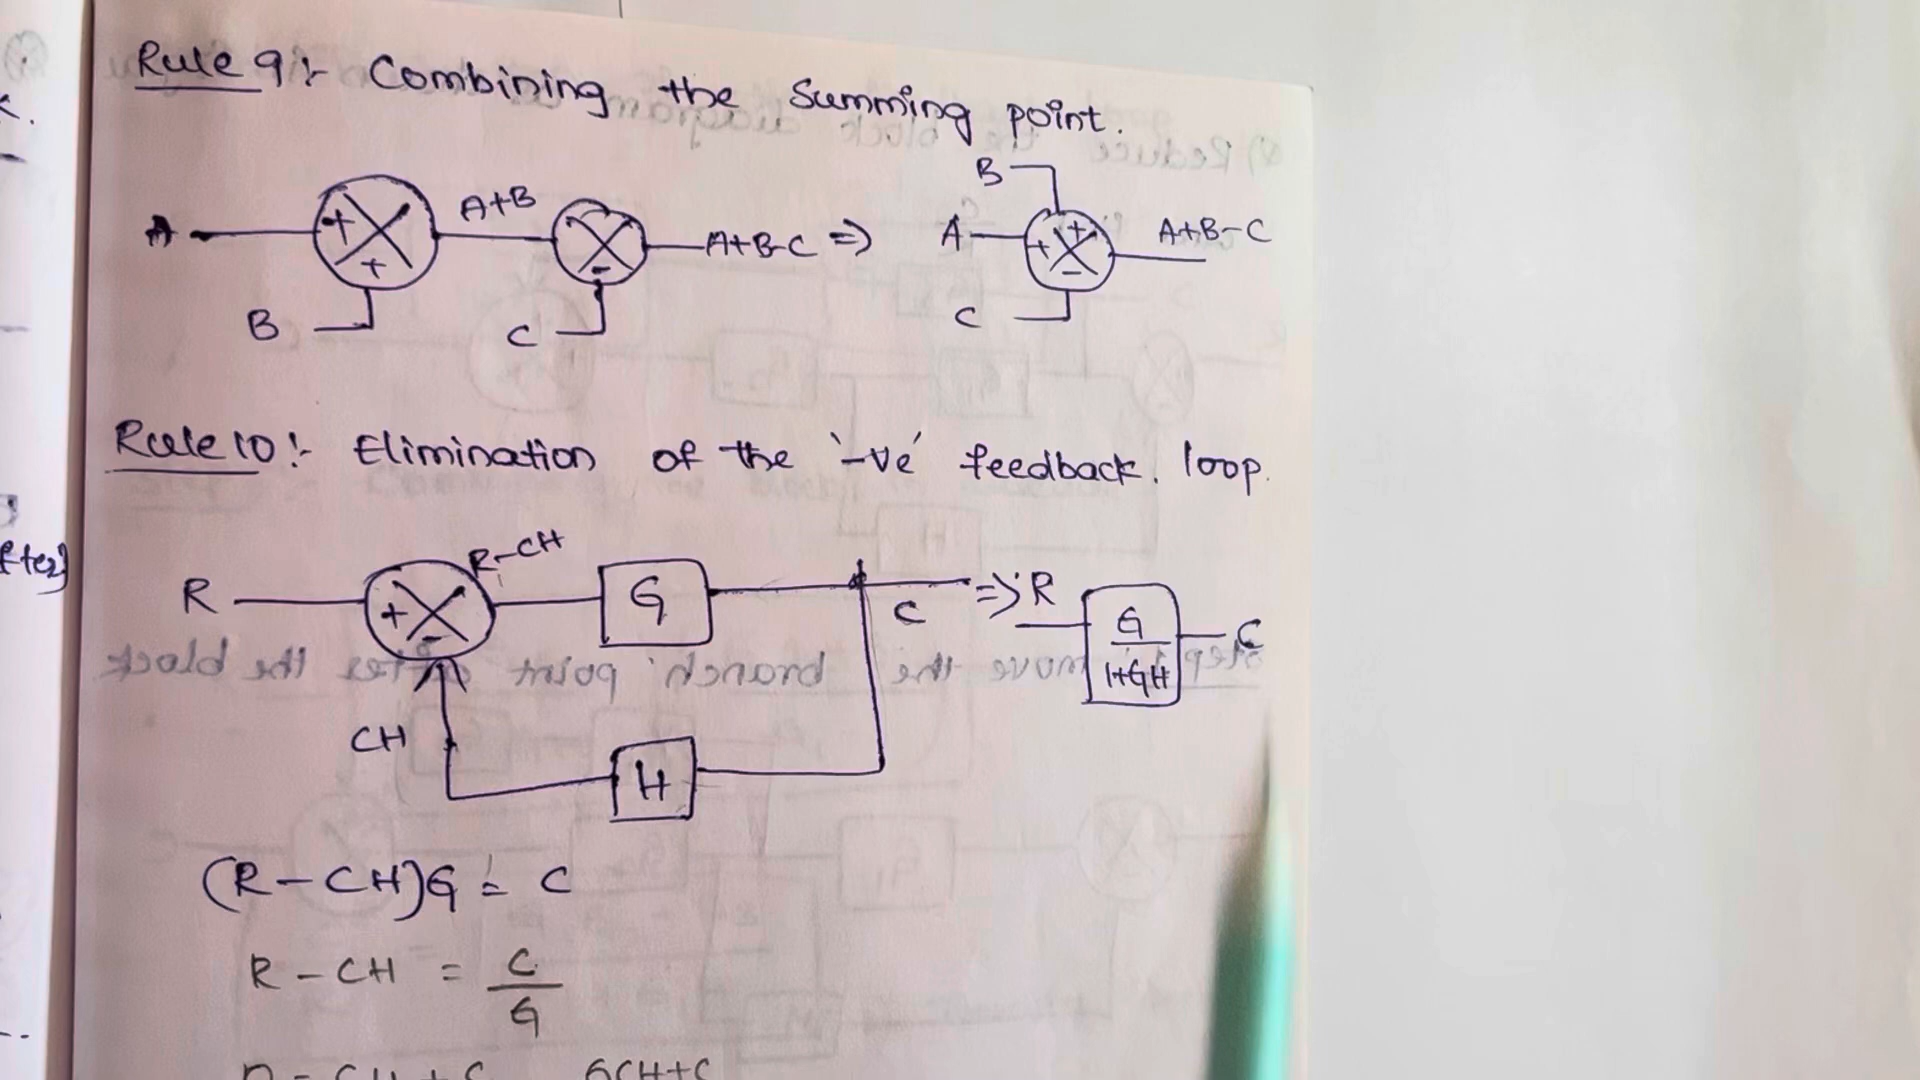 Rule 9:- Combining the Summing point.
A + + A+B - A+B-C => A + + - A+B-C
B C B C
Rule 10:- Elimination of the '-ve' feedback. loop.
R + - R-CH G C => R G/1+GH C
CH H
(R-CH)G = C
R-CH = C/G
GCH+C